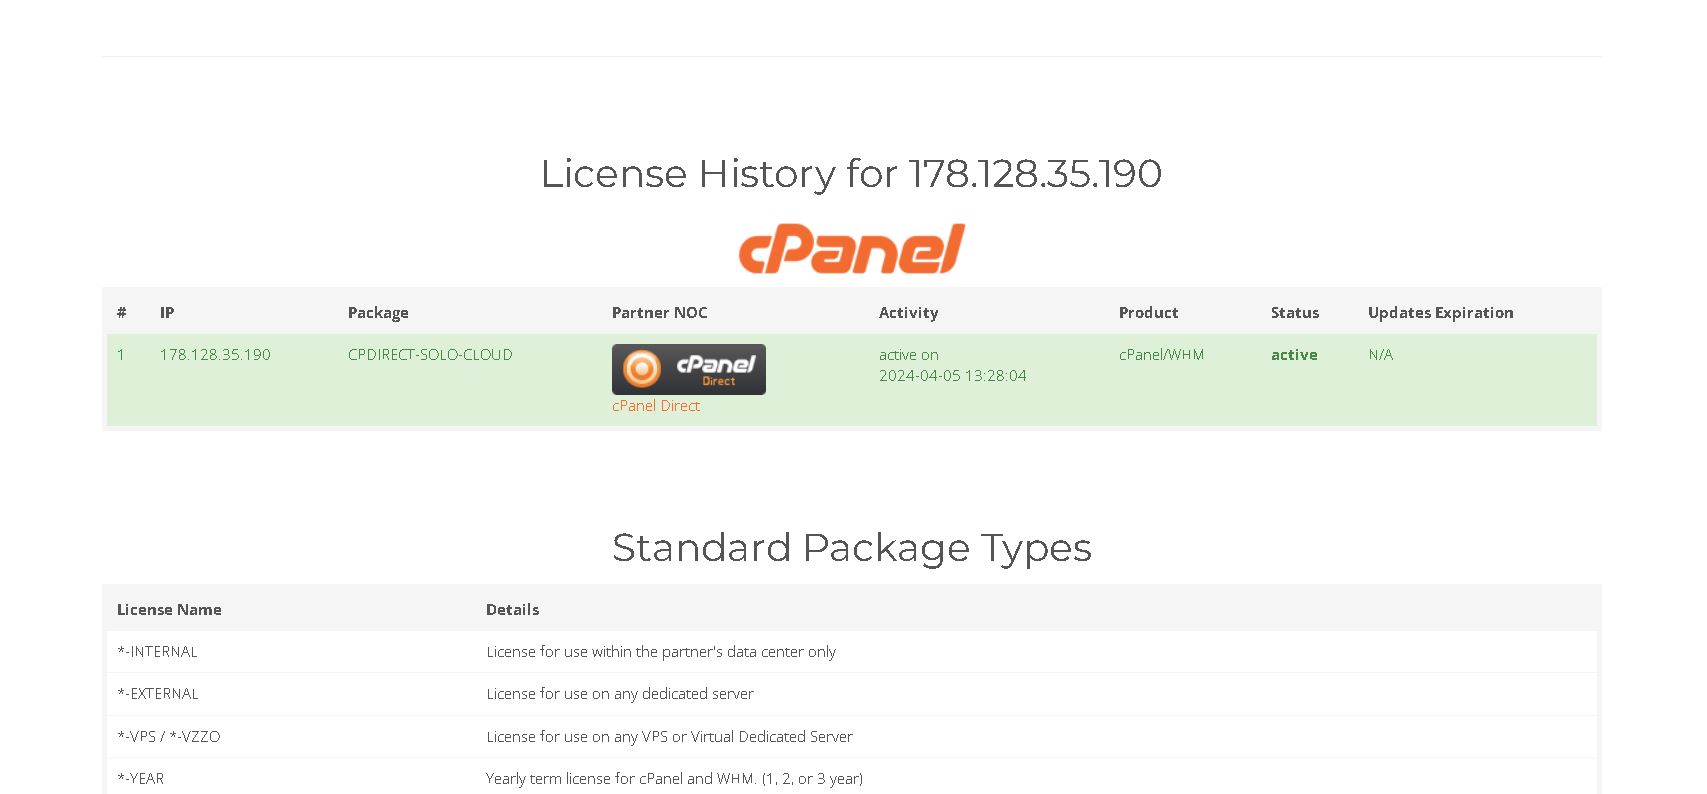 License History for 178.128.35.190
cPanel
# IP Package Partner NOC Activity Product Status Updates Expiration
1 178.128.35.190 CPDIRECT-SOLO-CLOUD cPanel Direct active on cPanel/WHM active N/A
2024-04-05 13:28:04
cPanel Direct
Standard Package Types
License Name Details
*-INTERNAL License for use within the partner's data center only
*-EXTERNAL License for use on any dedicated server
*-VPS / *-VZZO License for use on any VPS or Virtual Dedicated Server
*-YEAR Yearly term license for cPanel and WHM. (1, 2, or 3 year)